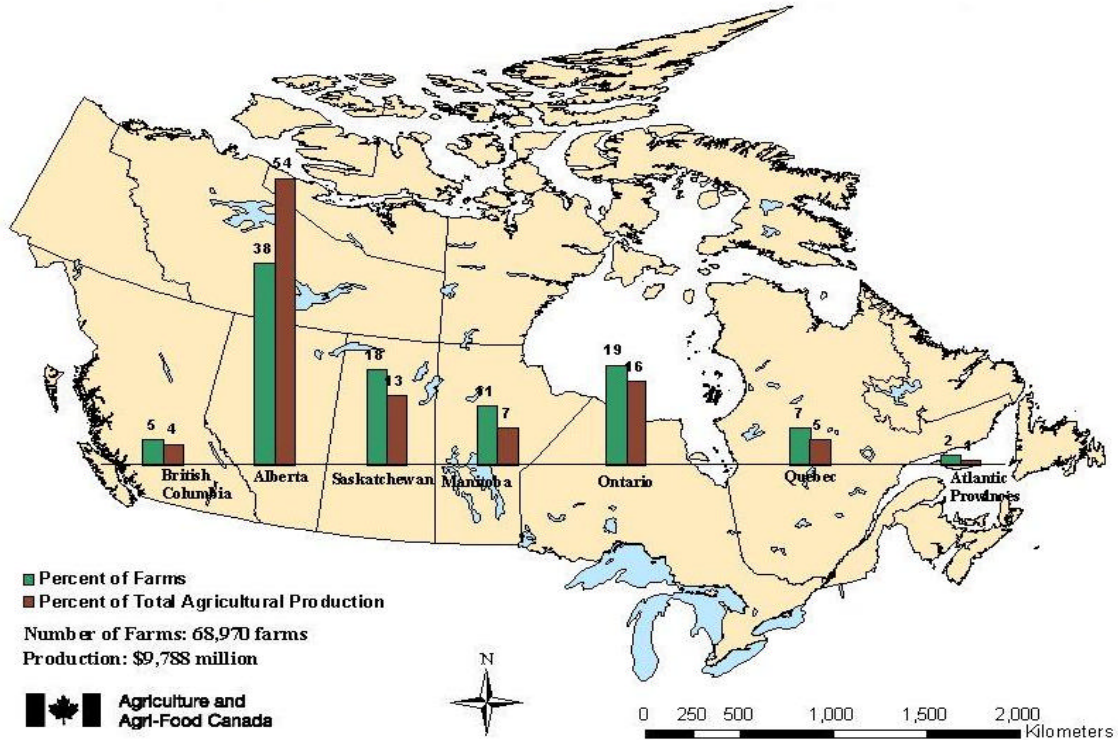 54
38
18
13
11
7
19
16
5
4
7
5
2
1
British
Columbia
Alberta
Saskatchewan
Manitoba
Ontario
Quebec
Atlantic
Provinces
Percent of Farms
Percent of Total Agricultural Production
Number of Farms: 68,970 farms
Production: $9,788 million
Agriculture and
Agri-Food Canada
N
0 250 500 1,000 1,500 2,000
Kilometers